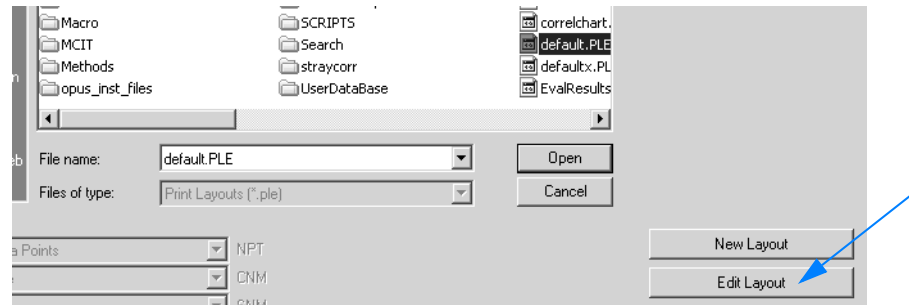 Macro SCRIPTS correlchart.
MCIT Search default.PLE
Methods straycorr defaultx.PL
opus_inst_files UserDataBase EvalResults
File name: default.PLE Open
Files of type: Print Layouts (*.ple) Cancel
a Points NPT New Layout
CNM Edit Layout